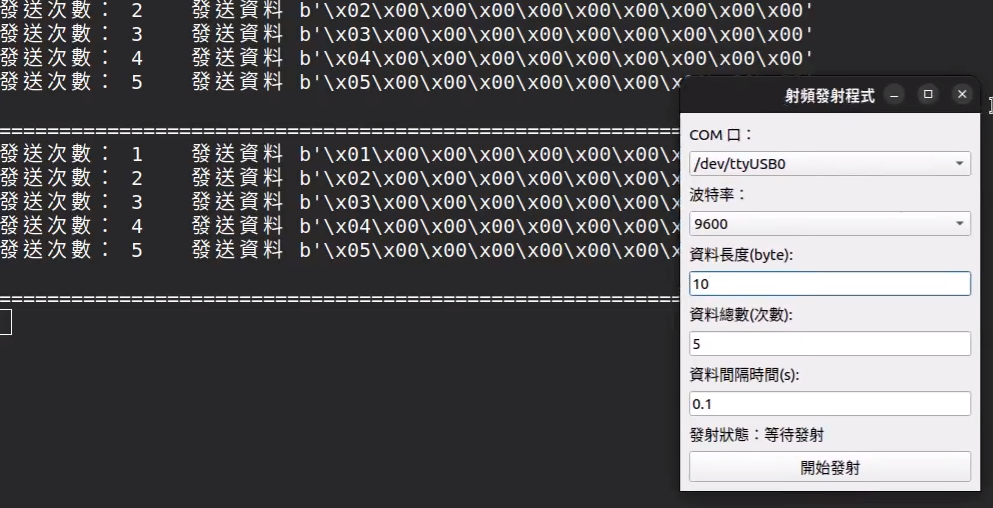 發送次數： 2 發送資料 b'\x02\x00\x00\x00\x00\x00\x00\x00\x00\x00'
發送次數： 3 發送資料 b'\x03\x00\x00\x00\x00\x00\x00\x00\x00\x00'
發送次數： 4 發送資料 b'\x04\x00\x00\x00\x00\x00\x00\x00\x00\x00'
發送次數： 5 發送資料 b'\x05\x00\x00\x00\x00\x00\x00\x
發送次數： 1 發送資料 b'\x01\x00\x00\x00\x00\x00\x00\x
發送次數： 2 發送資料 b'\x02\x00\x00\x00\x00\x00\x00\x
發送次數： 3 發送資料 b'\x03\x00\x00\x00\x00\x00\x00\x
發送次數： 4 發送資料 b'\x04\x00\x00\x00\x00\x00\x00\x
發送次數： 5 發送資料 b'\x05\x00\x00\x00\x00\x00\x00\x
射頻發射程式
COM 口：
/dev/ttyUSB0
波特率：
9600
資料長度(byte):
10
資料總數(次數):
5
資料間隔時間(s):
0.1
發射狀態：等待發射
開始發射